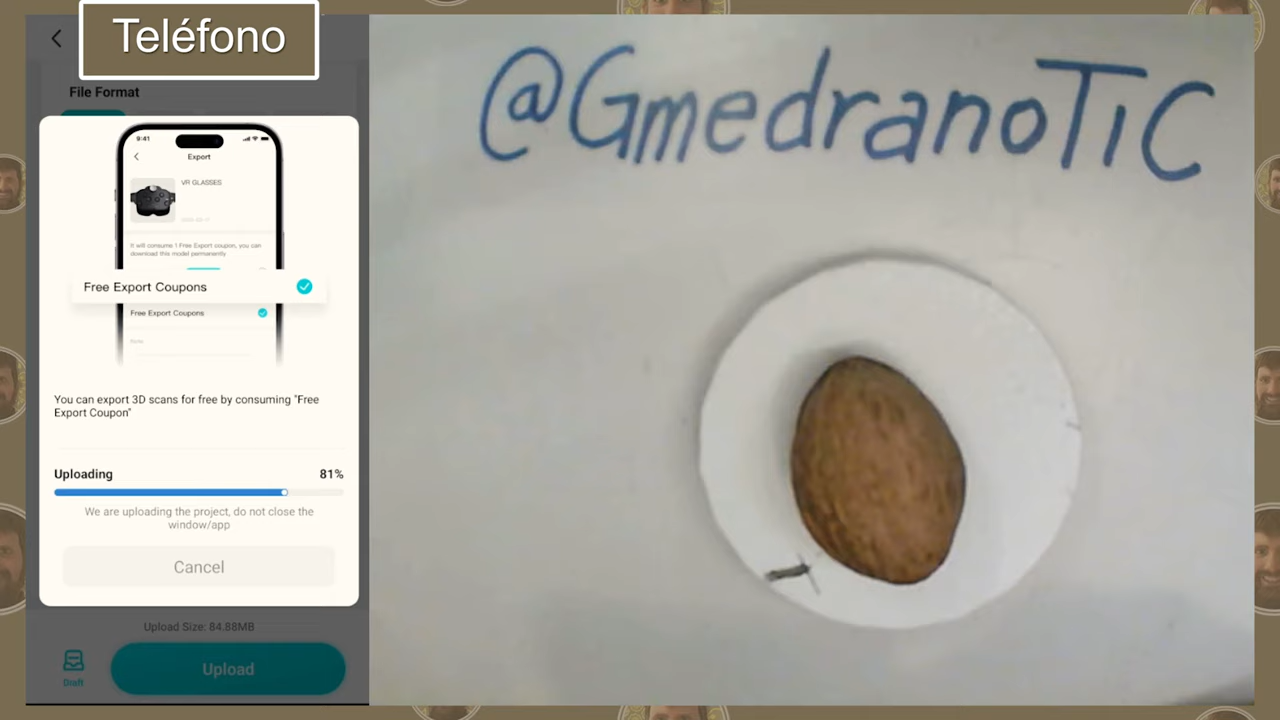 Teléfono
File Format
9:41
Export
VR GLASSES
It will consume 1 Free Export coupon, you can
download this model permanently
Free Export Coupons
Free Export Coupons
Note
You can export 3D scans for free by consuming "Free
Export Coupon"
Uploading 81%
We are uploading the project, do not close the
window/app
Cancel
Upload Size: 84.88MB
Draft
Upload
@GmedranoTiC